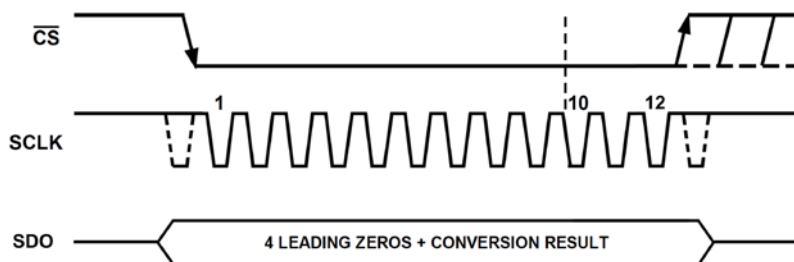 CS
1
10
12
SCLK
SDO
4 LEADING ZEROS + CONVERSION RESULT